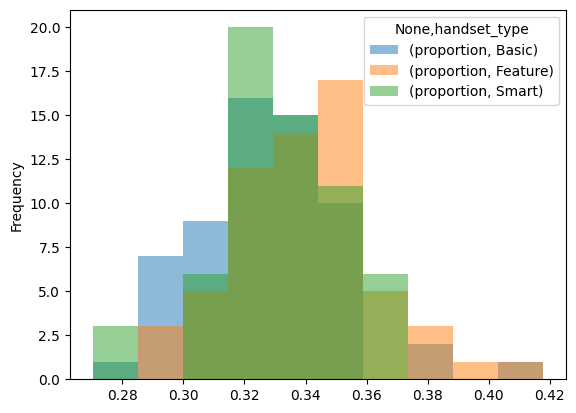 None,handset_type
(proportion, Basic)
(proportion, Feature)
(proportion, Smart)
Frequency
20.0
17.5
15.0
12.5
10.0
7.5
5.0
2.5
0.0
0.28 0.30 0.32 0.34 0.36 0.38 0.40 0.42